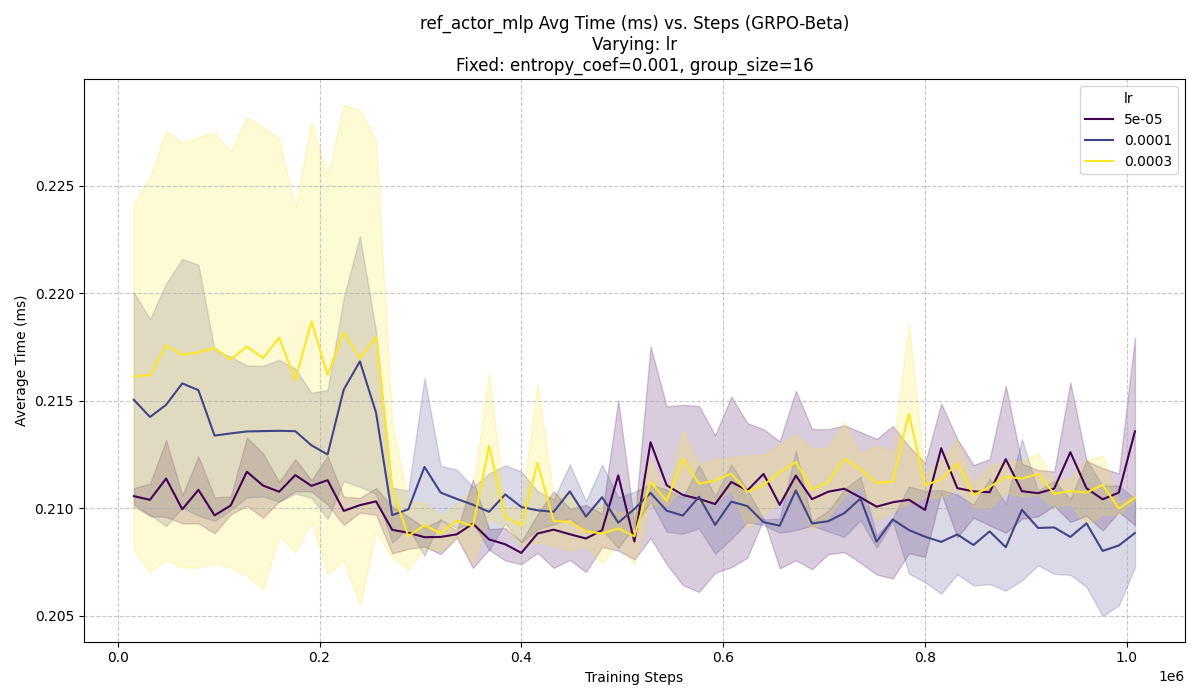 ref_actor_mlp Avg Time (ms) vs. Steps (GRPO-Beta)
Varying: lr
Fixed: entropy_coef=0.001, group_size=16
lr
5e-05
0.0001
0.0003
Average Time (ms)
0.225
0.220
0.215
0.210
0.205
0.0
0.2
0.4
0.6
0.8
1.0
1e6
Training Steps